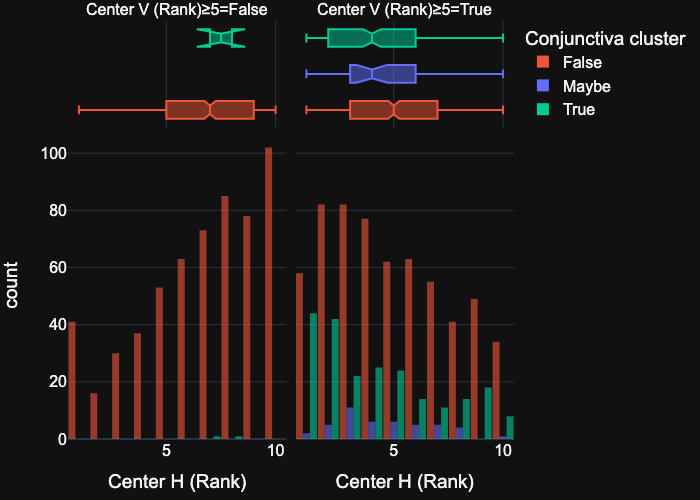 Center V (Rank)≥5=False
Center V (Rank)≥5=True
Conjunctiva cluster
False
Maybe
True
100
80
60
40
20
0
count
5
10
5
10
Center H (Rank)
Center H (Rank)